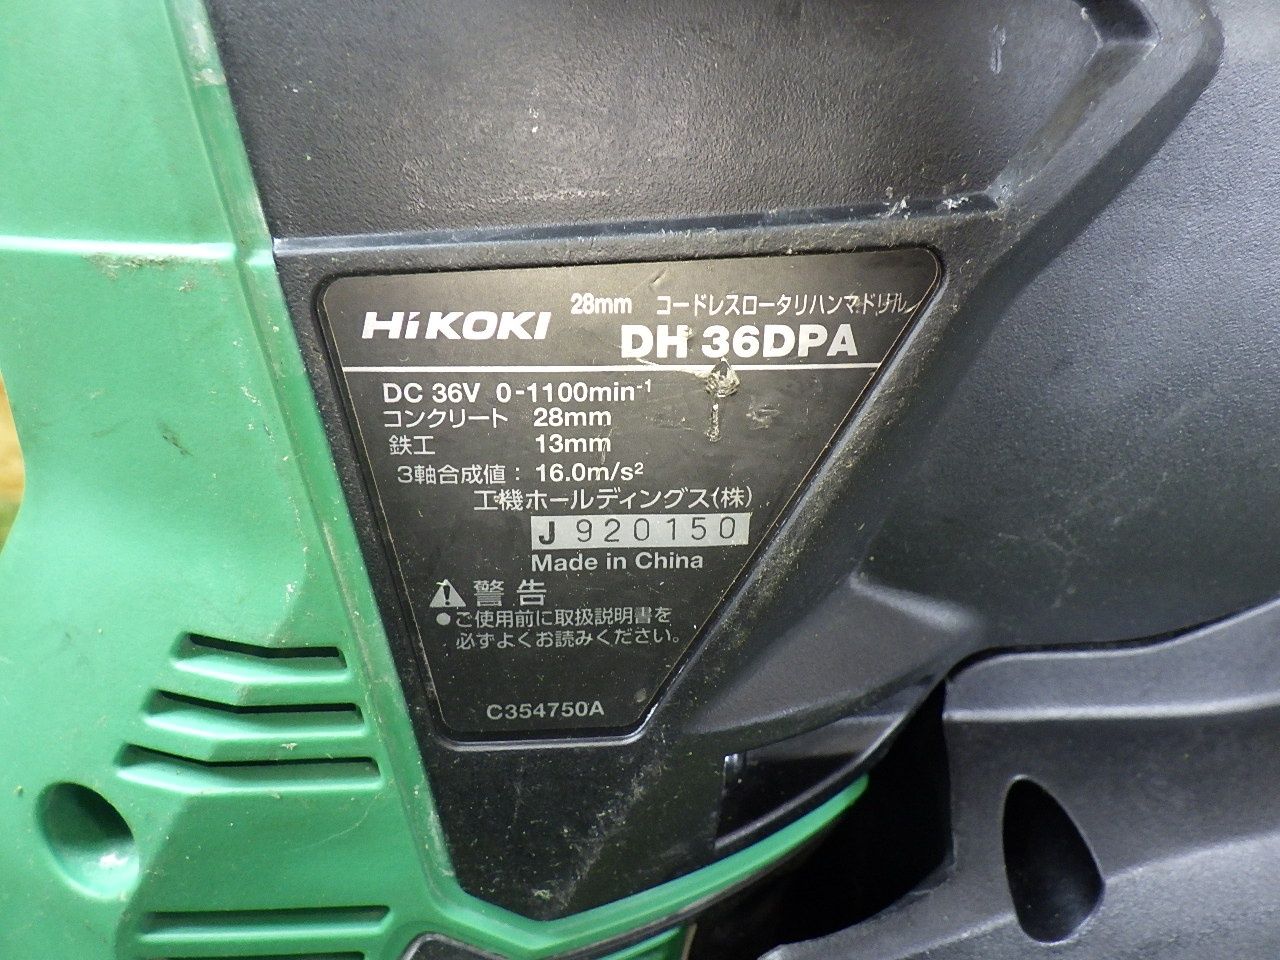 28mm コードレスロータリハンマドリル
HiKOKI DH 36DPA
DC 36V 0-1100min⁻¹
コンクリート 28mm
鉄工 13mm
3軸合成値：16.0m/s²
工機ホールディングス(株)
J 920150
Made in China
⚠ 警告
●ご使用前に取扱説明書を
必ずよくお読みください。
C354750A